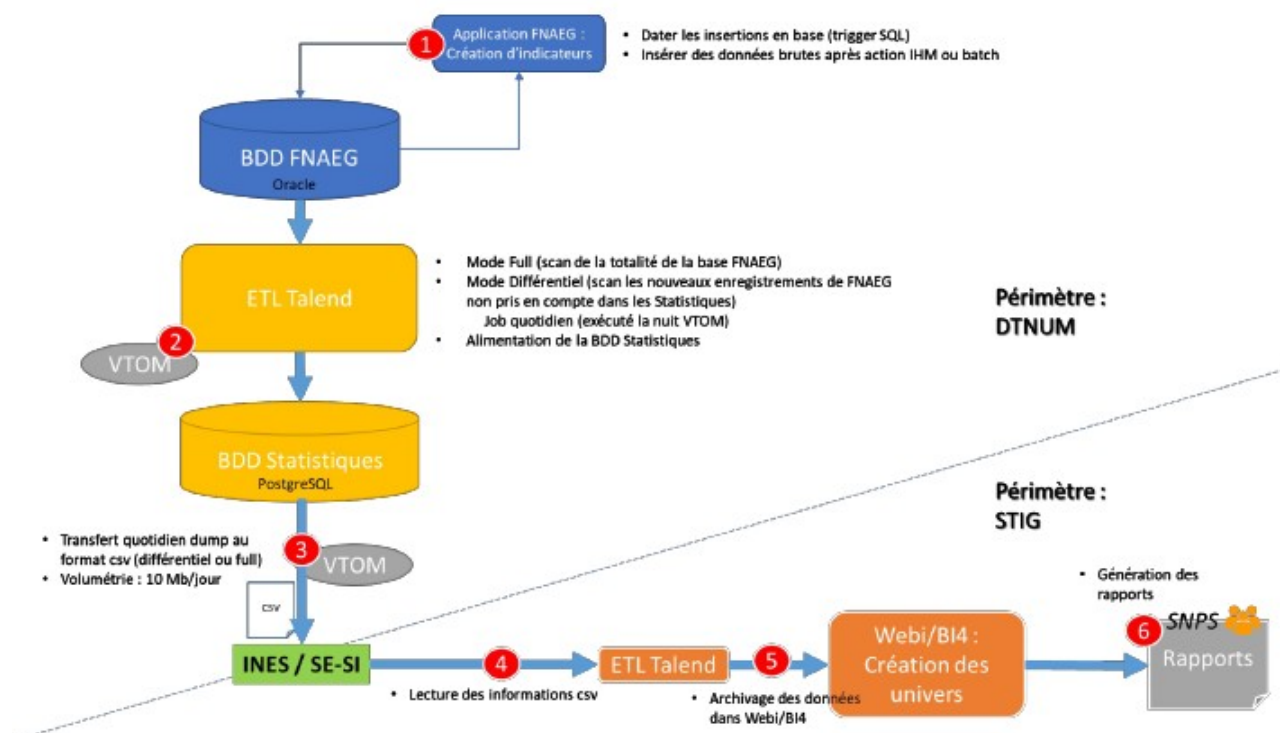 1
Application FNAEG :
Création d'indicateurs
• Dater les insertions en base (trigger SQL)
• Insérer des données brutes après action IHM ou batch
BDD FNAEG
Oracle
ETL Talend
• Mode Full (scan de la totalité de la base FNAEG)
• Mode Différentiel (scan les nouveaux enregistrements de FNAEG
non pris en compte dans les Statistiques)
Job quotidien (exécuté la nuit VTOM)
• Alimentation de la BDD Statistiques
Périmètre :
DTNUM
2
VTOM
BDD Statistiques
PostgreSQL
Périmètre :
STIG
• Transfert quotidien dump au
format csv (différentiel ou full)
• Volumétrie : 10 Mb/jour
3
VTOM
CSV
INES / SE-SI
4
• Lecture des informations csv
ETL Talend
5
• Archivage des données
dans Webi/BI4
Webi/BI4 :
Création des
univers
• Génération des
rapports
6
SNPS
Rapports